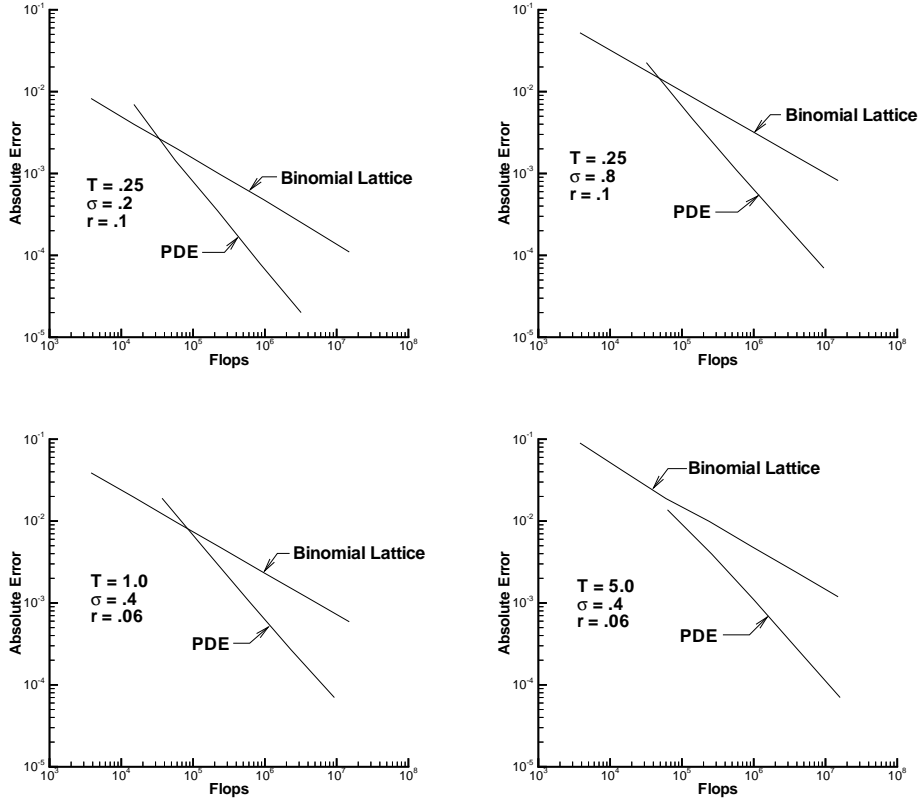 10^-1
10^-2
10^-3
10^-4
10^-5
Absolute Error
10^3 10^4 10^5 10^6 10^7 10^8
Flops
Binomial Lattice
PDE
T = .25
σ = .2
r = .1
10^-1
10^-2
10^-3
10^-4
10^-5
Absolute Error
10^3 10^4 10^5 10^6 10^7 10^8
Flops
Binomial Lattice
PDE
T = .25
σ = .8
r = .1
10^-1
10^-2
10^-3
10^-4
10^-5
Absolute Error
10^3 10^4 10^5 10^6 10^7 10^8
Flops
Binomial Lattice
PDE
T = 1.0
σ = .4
r = .06
10^-1
10^-2
10^-3
10^-4
10^-5
Absolute Error
10^3 10^4 10^5 10^6 10^7 10^8
Flops
Binomial Lattice
PDE
T = 5.0
σ = .4
r = .06